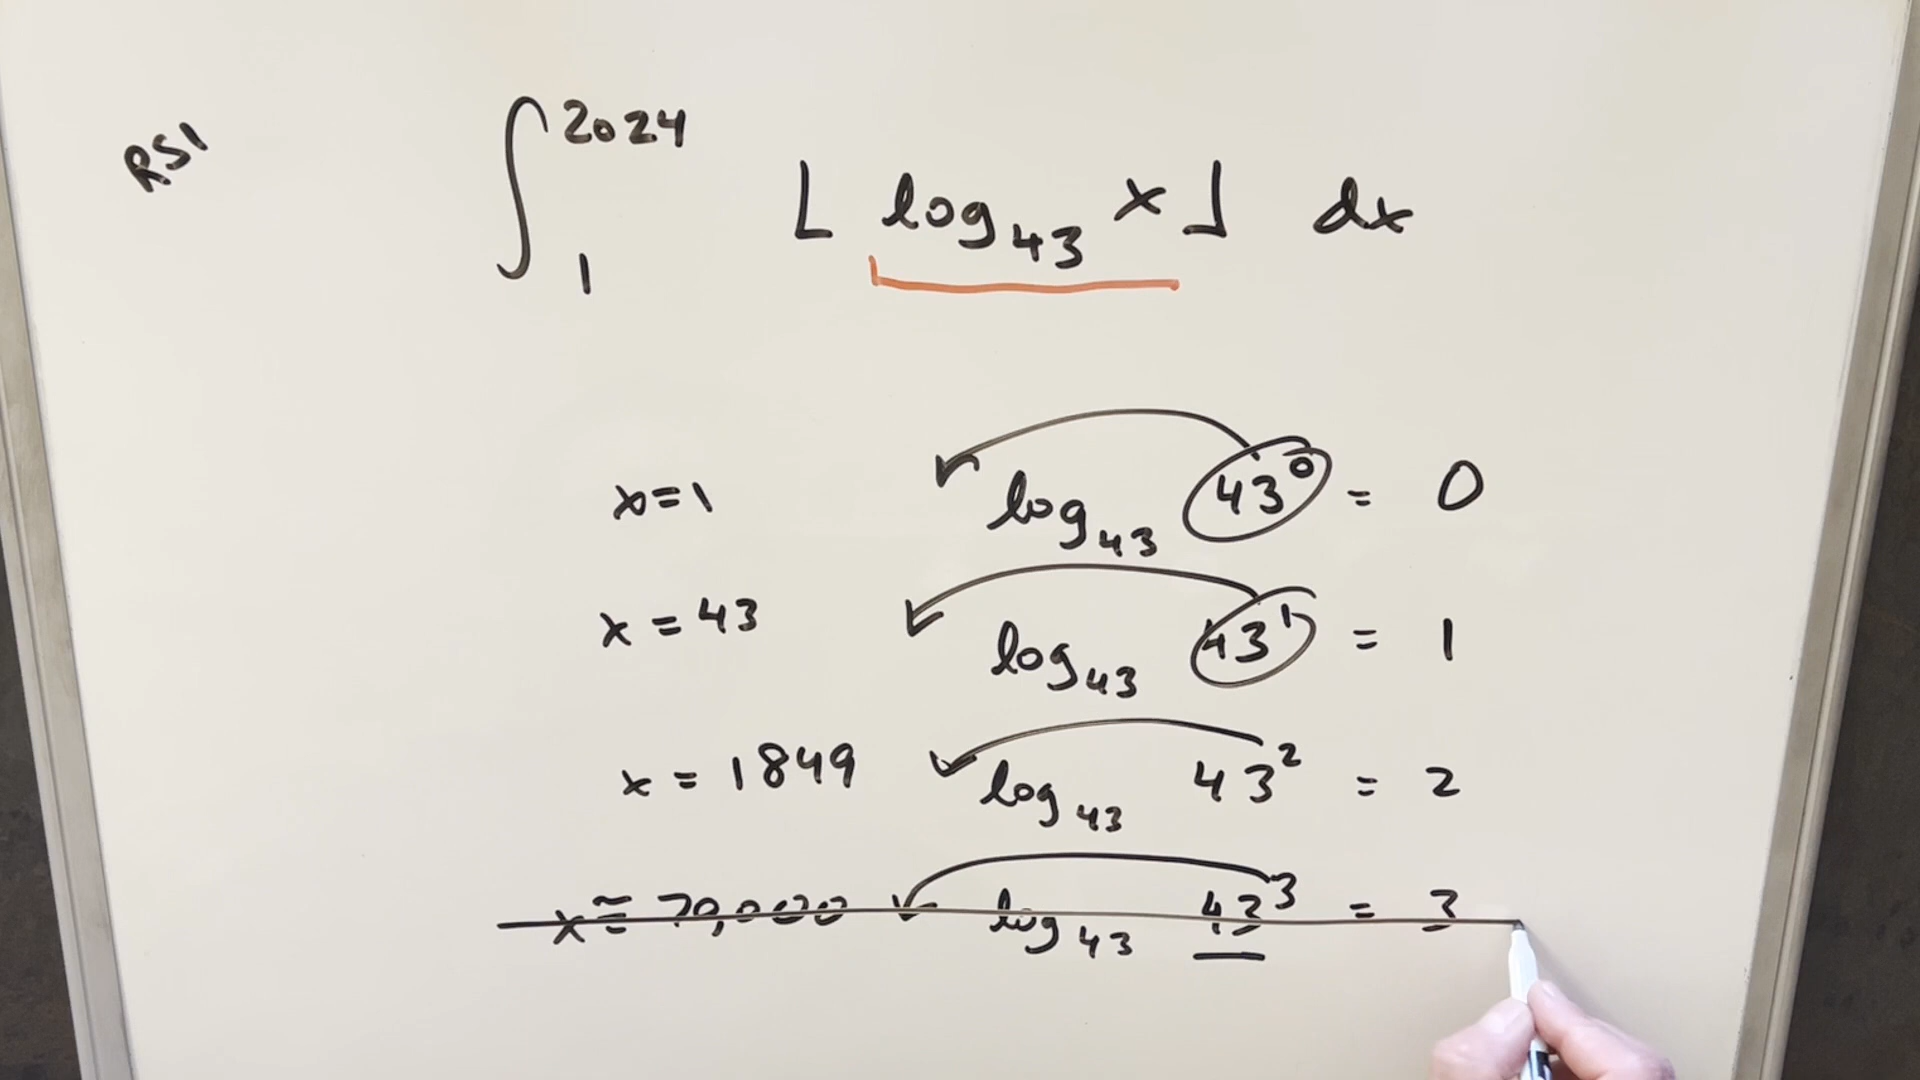 RSI
∫₁²⁰²⁴ ⌊ log₄₃ x ⌋ dx
x=1 log₄₃ 43⁰ = 0
x = 43 log₄₃ 43¹ = 1
x = 1849 log₄₃ 43² = 2
x ≈ 79,000 log₄₃ 43³ = 3